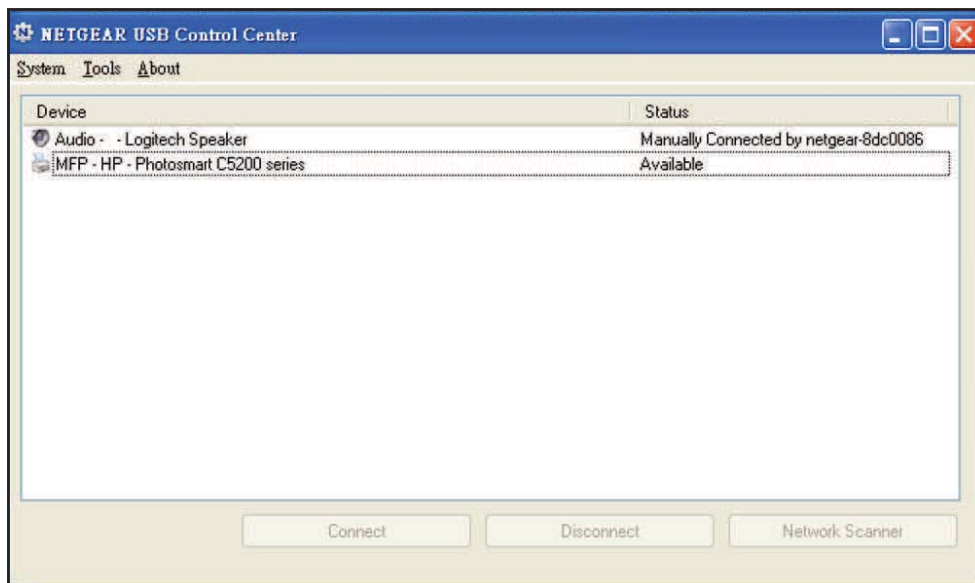 NETGEAR USB Control Center
System Tools About
Device Status
Audio - - Logitech Speaker Manually Connected by netgear-8dc0086
MFP - HP - Photosmart C5200 series Available
Connect Disconnect Network Scanner